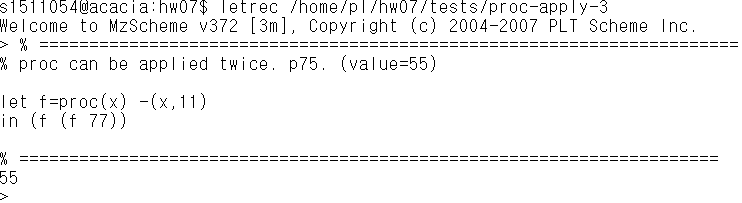 s1511054@acacia:hw07$ letrec /home/pl/hw07/tests/proc-apply-3
Welcome to MzScheme v372 [3m], Copyright (c) 2004-2007 PLT Scheme Inc.
> % ======================================================================
% proc can be applied twice. p75. (value=55)
let f=proc(x) -(x,11)
in (f (f 77))
% ======================================================================
55
>